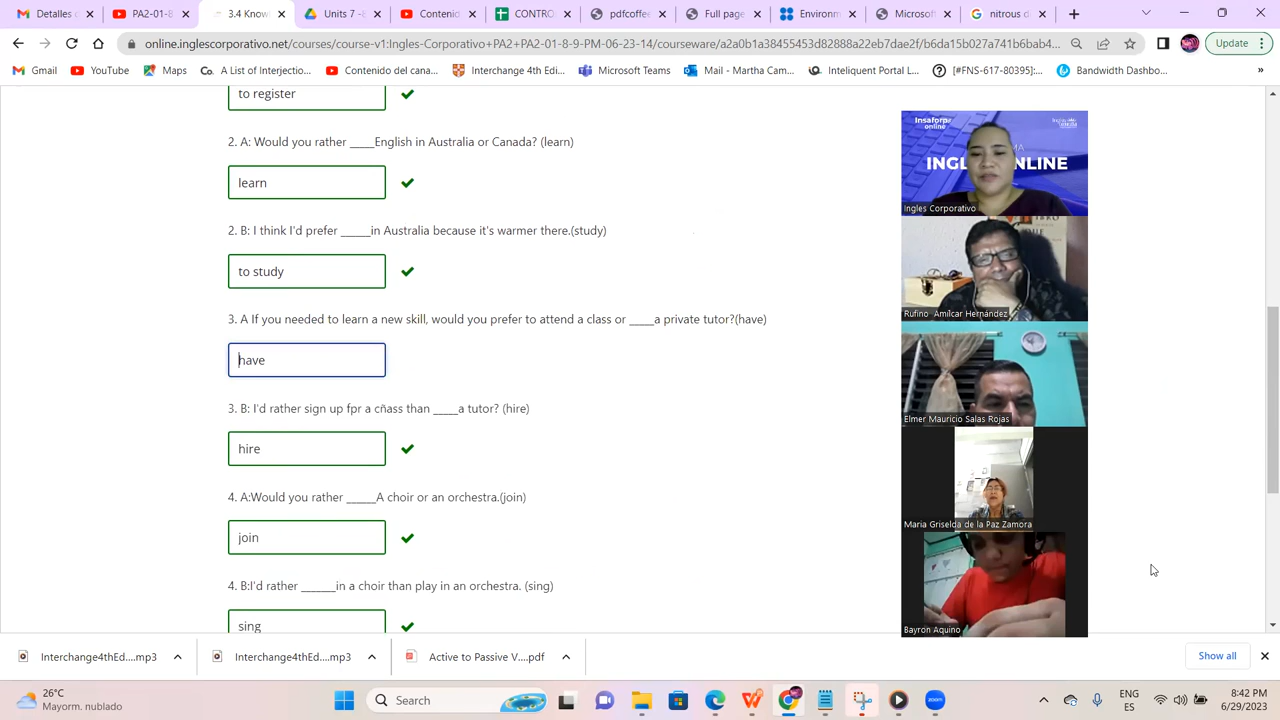 Detalles d
PA2-01-8
3.4 Know
Units 7 -8
Contenid
CONTRO
pdfcoffee
Full page
Environm
Microsof
nitrous d
online.inglescorporativo.net/courses/course-v1:Ingles-Corporativo+PA2+PA2-01-8-9-PM-06-23-14/courseware/a2a0b1a38455453d82888a22eb7dae2f/b6da15b027a741b6bab4...
Update
Gmail
YouTube
Maps
A List of Interjectio...
Contenido del cana...
Interchange 4th Edi...
Microsoft Teams
Mail - Martha Cam...
Inteliquent Portal L...
[#FNS-617-80395]:...
Bandwidth Dashbo...
»
to register
2. A: Would you rather ____English in Australia or Canada? (learn)
learn
2. B: I think I'd prefer _____in Australia because it's warmer there.(study)
to study
3. A If you need to learn a new skill, would you prefer to attend a class or ____a private tutor?(have)
have
3. B: I'd rather sign up fpr a cñass than ____a tutor? (hire)
hire
4. A:Would you rather _____A choir or an orchestra.(join)
join
4. B:I'd rather ______in a choir than play in an orchestra. (sing)
sing
Insaforp
online
Ingles Corporativo
Rufino Amílcar Hernández
Elmer Mauricio Salas Rojas
Maria Griselda de la Paz Zamora
Bayron Aquino
Interchange4thEd....mp3
Interchange4thEd....mp3
Active to Passive V....pdf
Show all
26°C
Mayorm. nublado
Search
ENG
ES
8:42 PM
6/29/2023